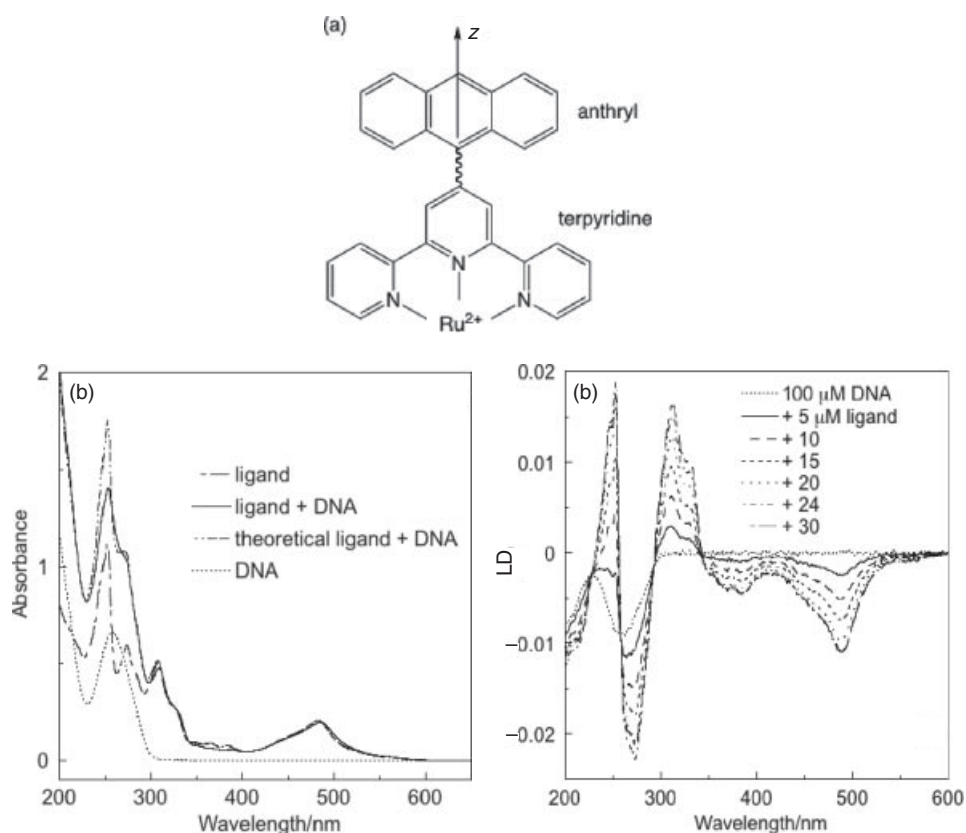 (a)
z
anthryl
terpyridine
N
N
N
Ru2+
(b)
2
1
0
Absorbance
ligand
ligand + DNA
theoretical ligand + DNA
DNA
200 300 400 500 600
Wavelength/nm
(b)
0.02
0.01
0
–0.01
–0.02
LD
100 μM DNA
+ 5 μM ligand
+ 10
+ 15
+ 20
+ 24
+ 30
200 300 400 500 600
Wavelength/nm